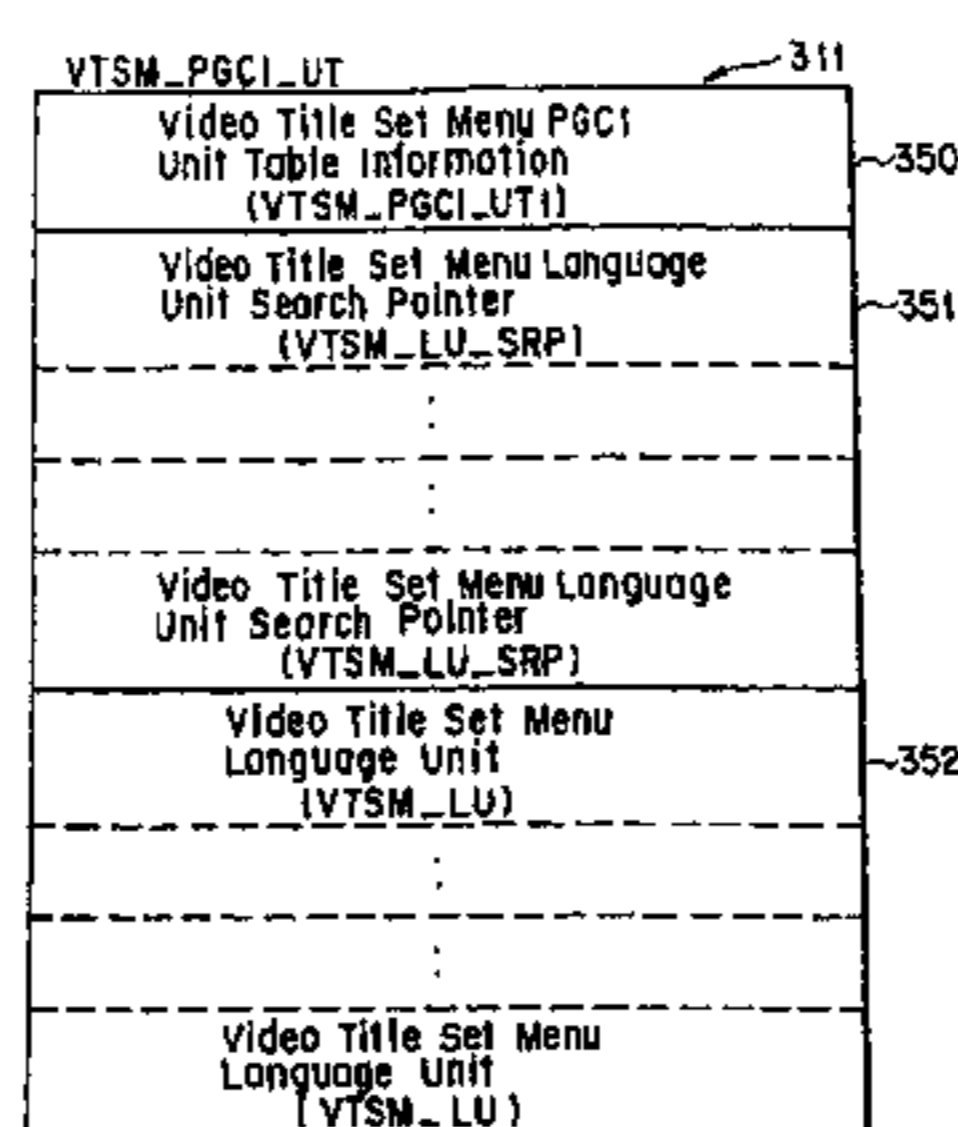 VTSM_PGCI_UT
311
Video Title Set Menu PGCI
Unit Table Information
(VTSM_PGCI_UTI)
350
Video Title Set Menu Language
Unit Search Pointer
(VTSM_LU_SRP)
351
Video Title Set Menu Language
Unit Search Pointer
(VTSM_LU_SRP)
Video Title Set Menu
Language Unit
(VTSM_LU)
352
Video Title Set Menu
Language Unit
(VTSM_LU)